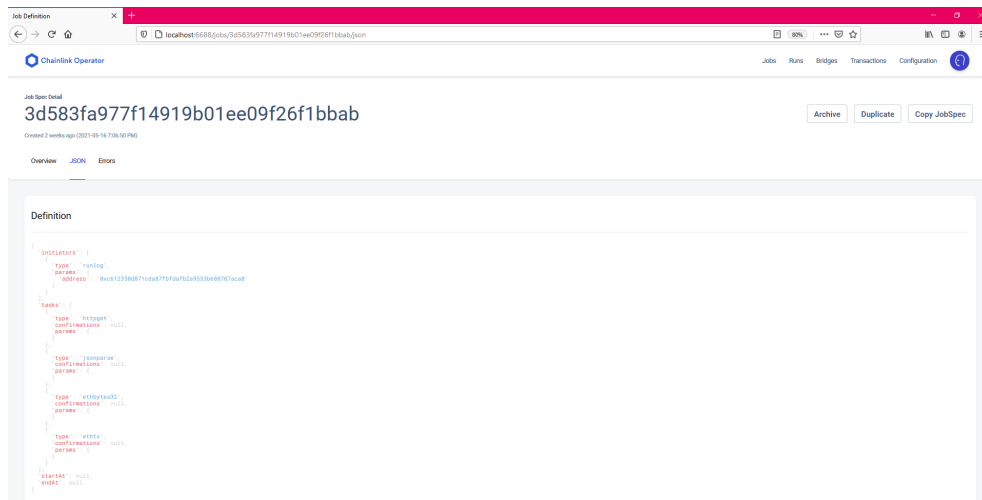 Job Definition
localhost:6688/jobs/3d583fa977f14919b01ee09f26f1bbab/json
80%
Chainlink Operator
Jobs Runs Bridges Transactions Configuration
Job Spec Detail
3d583fa977f14919b01ee09f26f1bbab
Archive Duplicate Copy JobSpec
Created 2 weeks ago (2021-05-16 7:06:50 PM)
Overview JSON Errors
Definition
{
"initiators": [
{
"type": "runlog",
"params": {
"address":
}
}
],
"tasks": [
{
"type": "httpget",
"confirmations": null,
"params": {
}
},
{
"type": "jsonparse",
"confirmations": null,
"params": {
}
},
{
"type": "ethbytes32",
"confirmations": null,
"params": {
}
},
{
"type": "ethtx",
"confirmations": null,
"params": {
}
}
],
"startAt": null,
"endAt": null
}